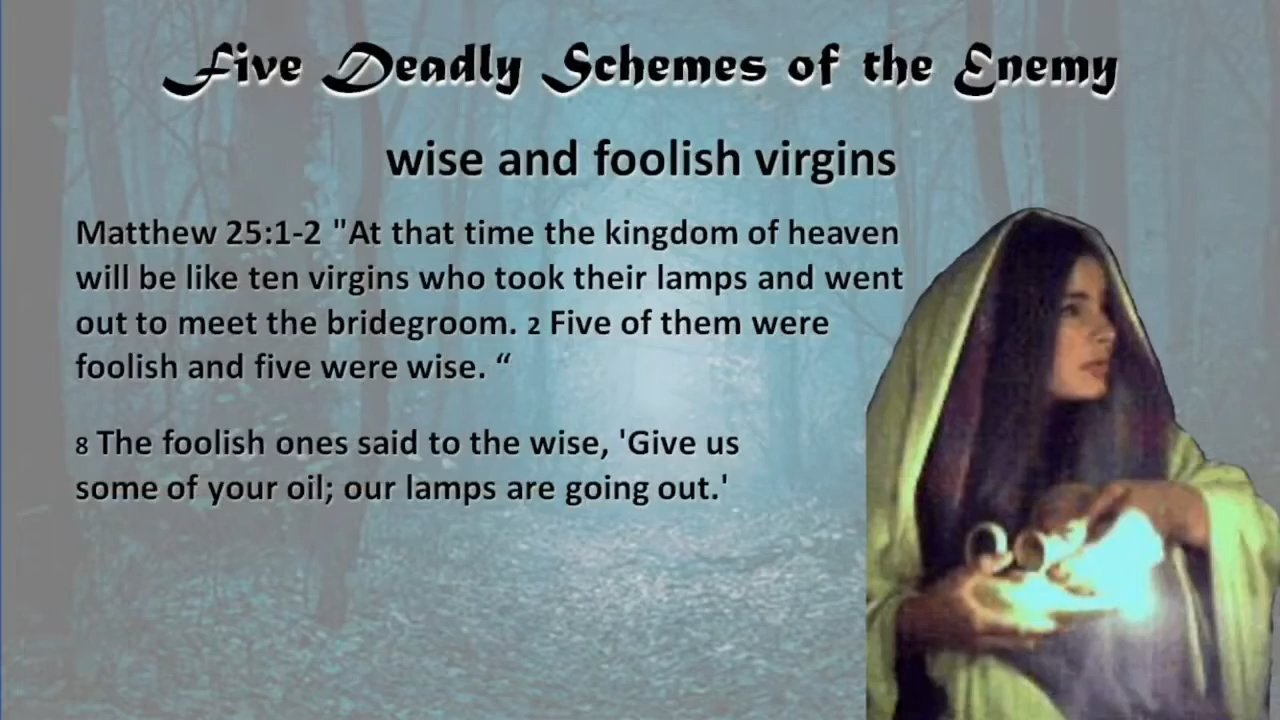 Five Deadly Schemes of the Enemy
wise and foolish virgins
Matthew 25:1-2 "At that time the kingdom of heaven
will be like ten virgins who took their lamps and went
out to meet the bridegroom. 2 Five of them were
foolish and five were wise. “
8 The foolish ones said to the wise, 'Give us
some of your oil; our lamps are going out.'